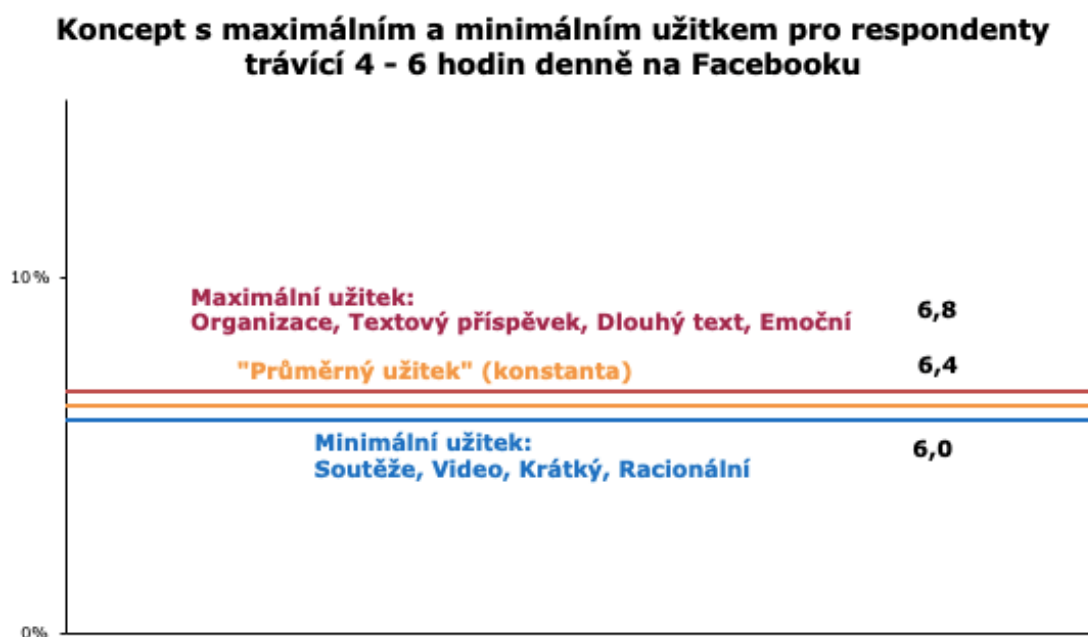 Koncept s maximálním a minimálním užitkem pro respondenty
trávící 4 - 6 hodin denně na Facebooku
10%
Maximální užitek:
Organizace, Textový příspěvek, Dlouhý text, Emoční
6,8
"Průměrný užitek" (konstanta)
6,4
Minimální užitek:
Soutěže, Video, Krátký, Racionální
6,0
0%